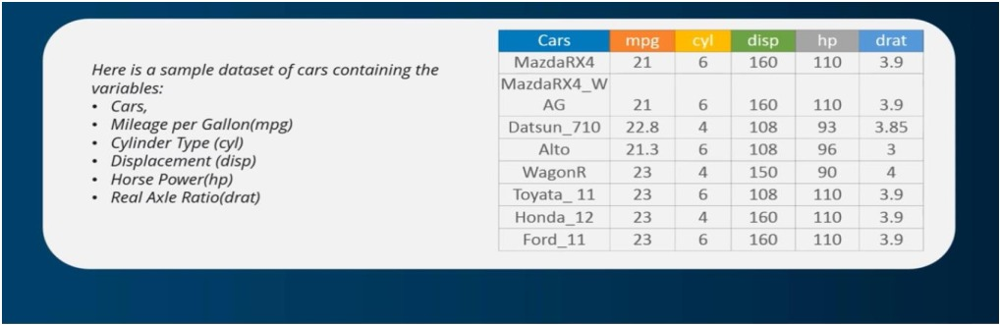 Here is a sample dataset of cars containing the
variables:
• Cars,
• Mileage per Gallon(mpg)
• Cylinder Type (cyl)
• Displacement (disp)
• Horse Power(hp)
• Real Axle Ratio(drat)
Cars mpg cyl disp hp drat
MazdaRX4 21 6 160 110 3.9
MazdaRX4_W
AG 21 6 160 110 3.9
Datsun_710 22.8 4 108 93 3.85
Alto 21.3 6 108 96 3
WagonR 23 4 150 90 4
Toyata_ 11 23 6 108 110 3.9
Honda_12 23 4 160 110 3.9
Ford_11 23 6 160 110 3.9